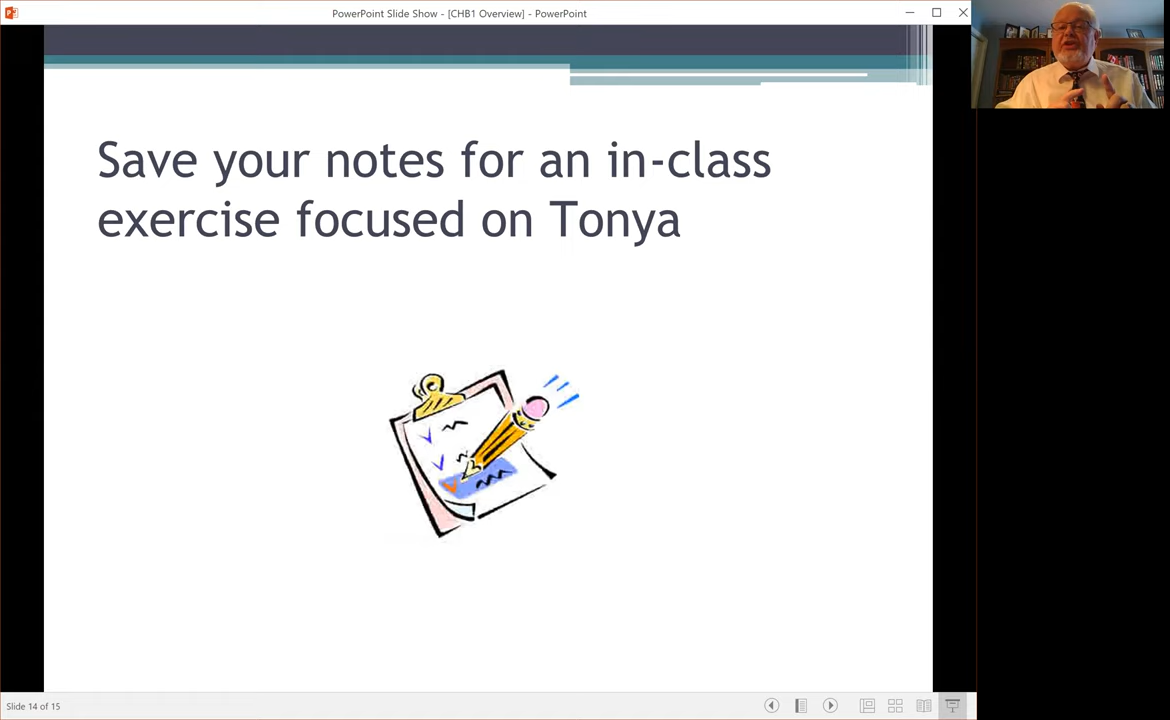 PowerPoint Slide Show - [CHB1 Overview] - PowerPoint
Save your notes for an in-class
exercise focused on Tonya
Slide 14 of 15